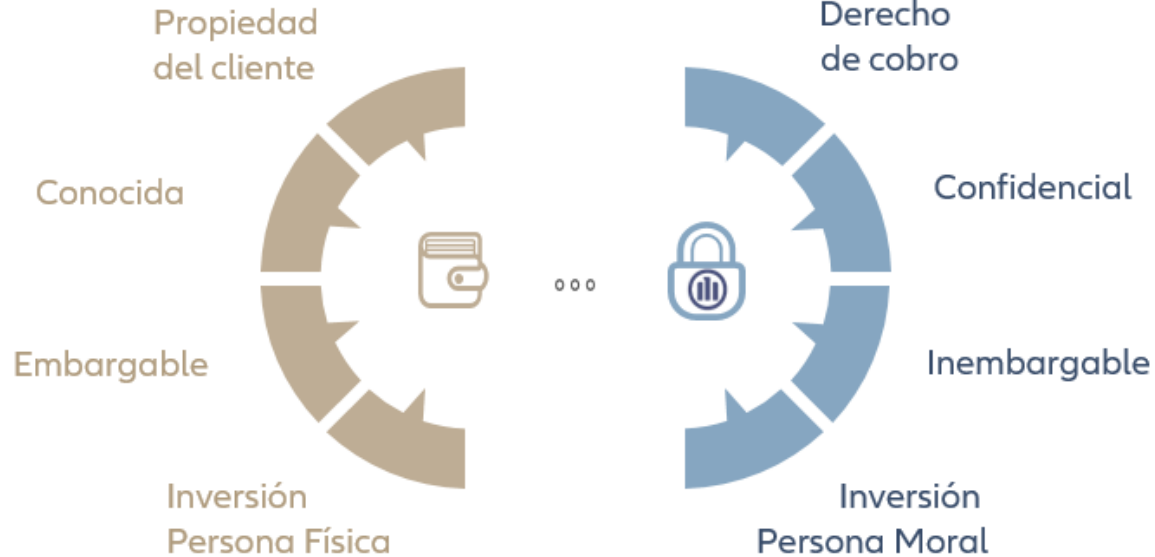 Propiedad
del cliente
Conocida
Embargable
Inversión
Persona Física
Derecho
de cobro
Confidencial
Inembargable
Inversión
Persona Moral